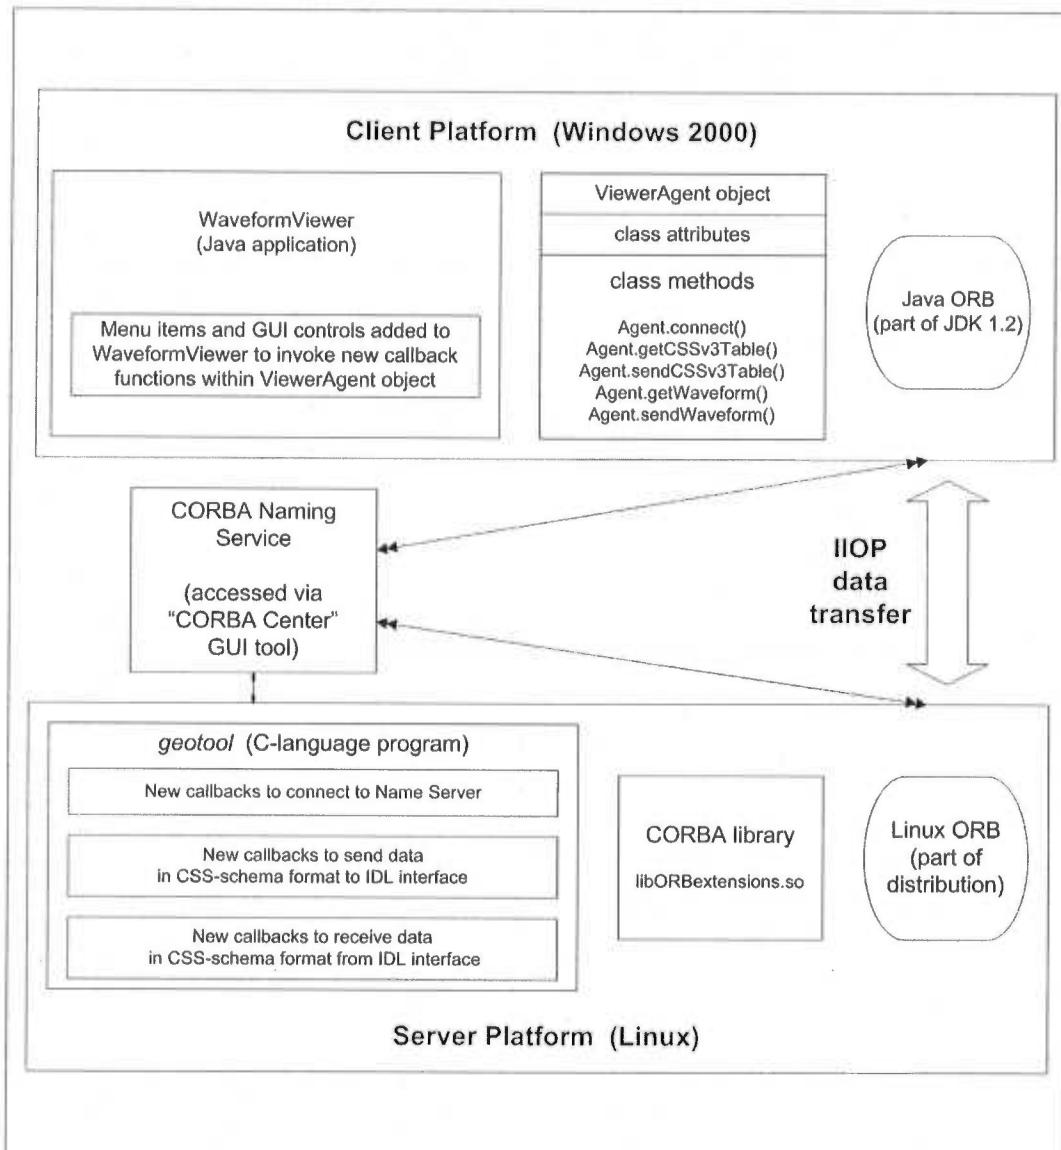 Client Platform (Windows 2000)
WaveformViewer
(Java application)
Menu items and GUI controls added to
WaveformViewer to invoke new callback
functions within ViewerAgent object
ViewerAgent object
class attributes
class methods
Agent.connect()
Agent.getCSSv3Table()
Agent.sendCSSv3Table()
Agent.getWaveform()
Agent.sendWaveform()
Java ORB
(part of JDK 1.2)
CORBA Naming
Service
(accessed via
“CORBA Center”
GUI tool)
IIOP
data
transfer
geotool (C-language program)
New callbacks to connect to Name Server
New callbacks to send data
in CSS-schema format to IDL interface
New callbacks to receive data
in CSS-schema format from IDL interface
CORBA library
libORBextensions.so
Linux ORB
(part of
distribution)
Server Platform (Linux)